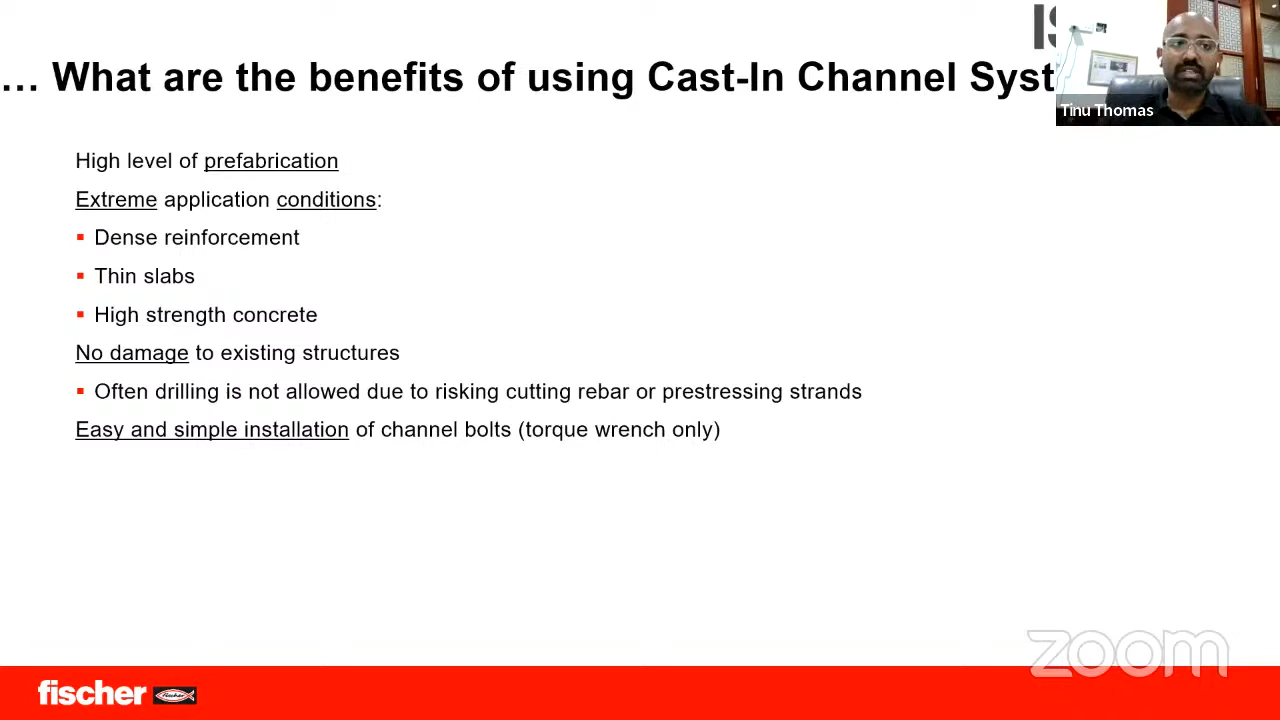 … What are the benefits of using Cast-In Channel Syst
Tinu Thomas
High level of prefabrication
Extreme application conditions:
Dense reinforcement
Thin slabs
High strength concrete
No damage to existing structures
Often drilling is not allowed due to risking cutting rebar or prestressing strands
Easy and simple installation of channel bolts (torque wrench only)
zoom
fischer